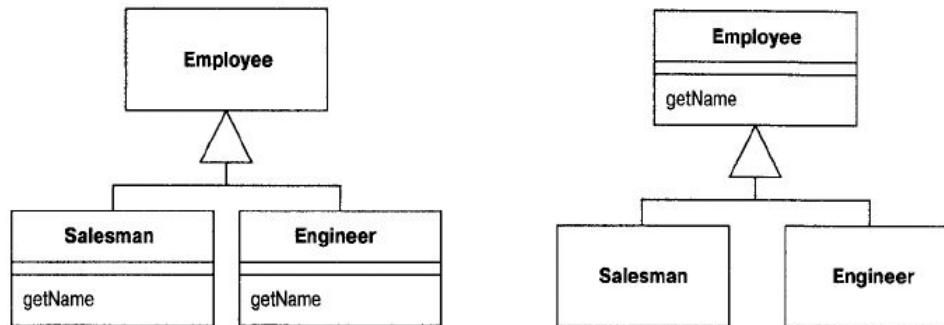 Employee
Salesman
getName
Engineer
getName
Employee
getName
Salesman
Engineer